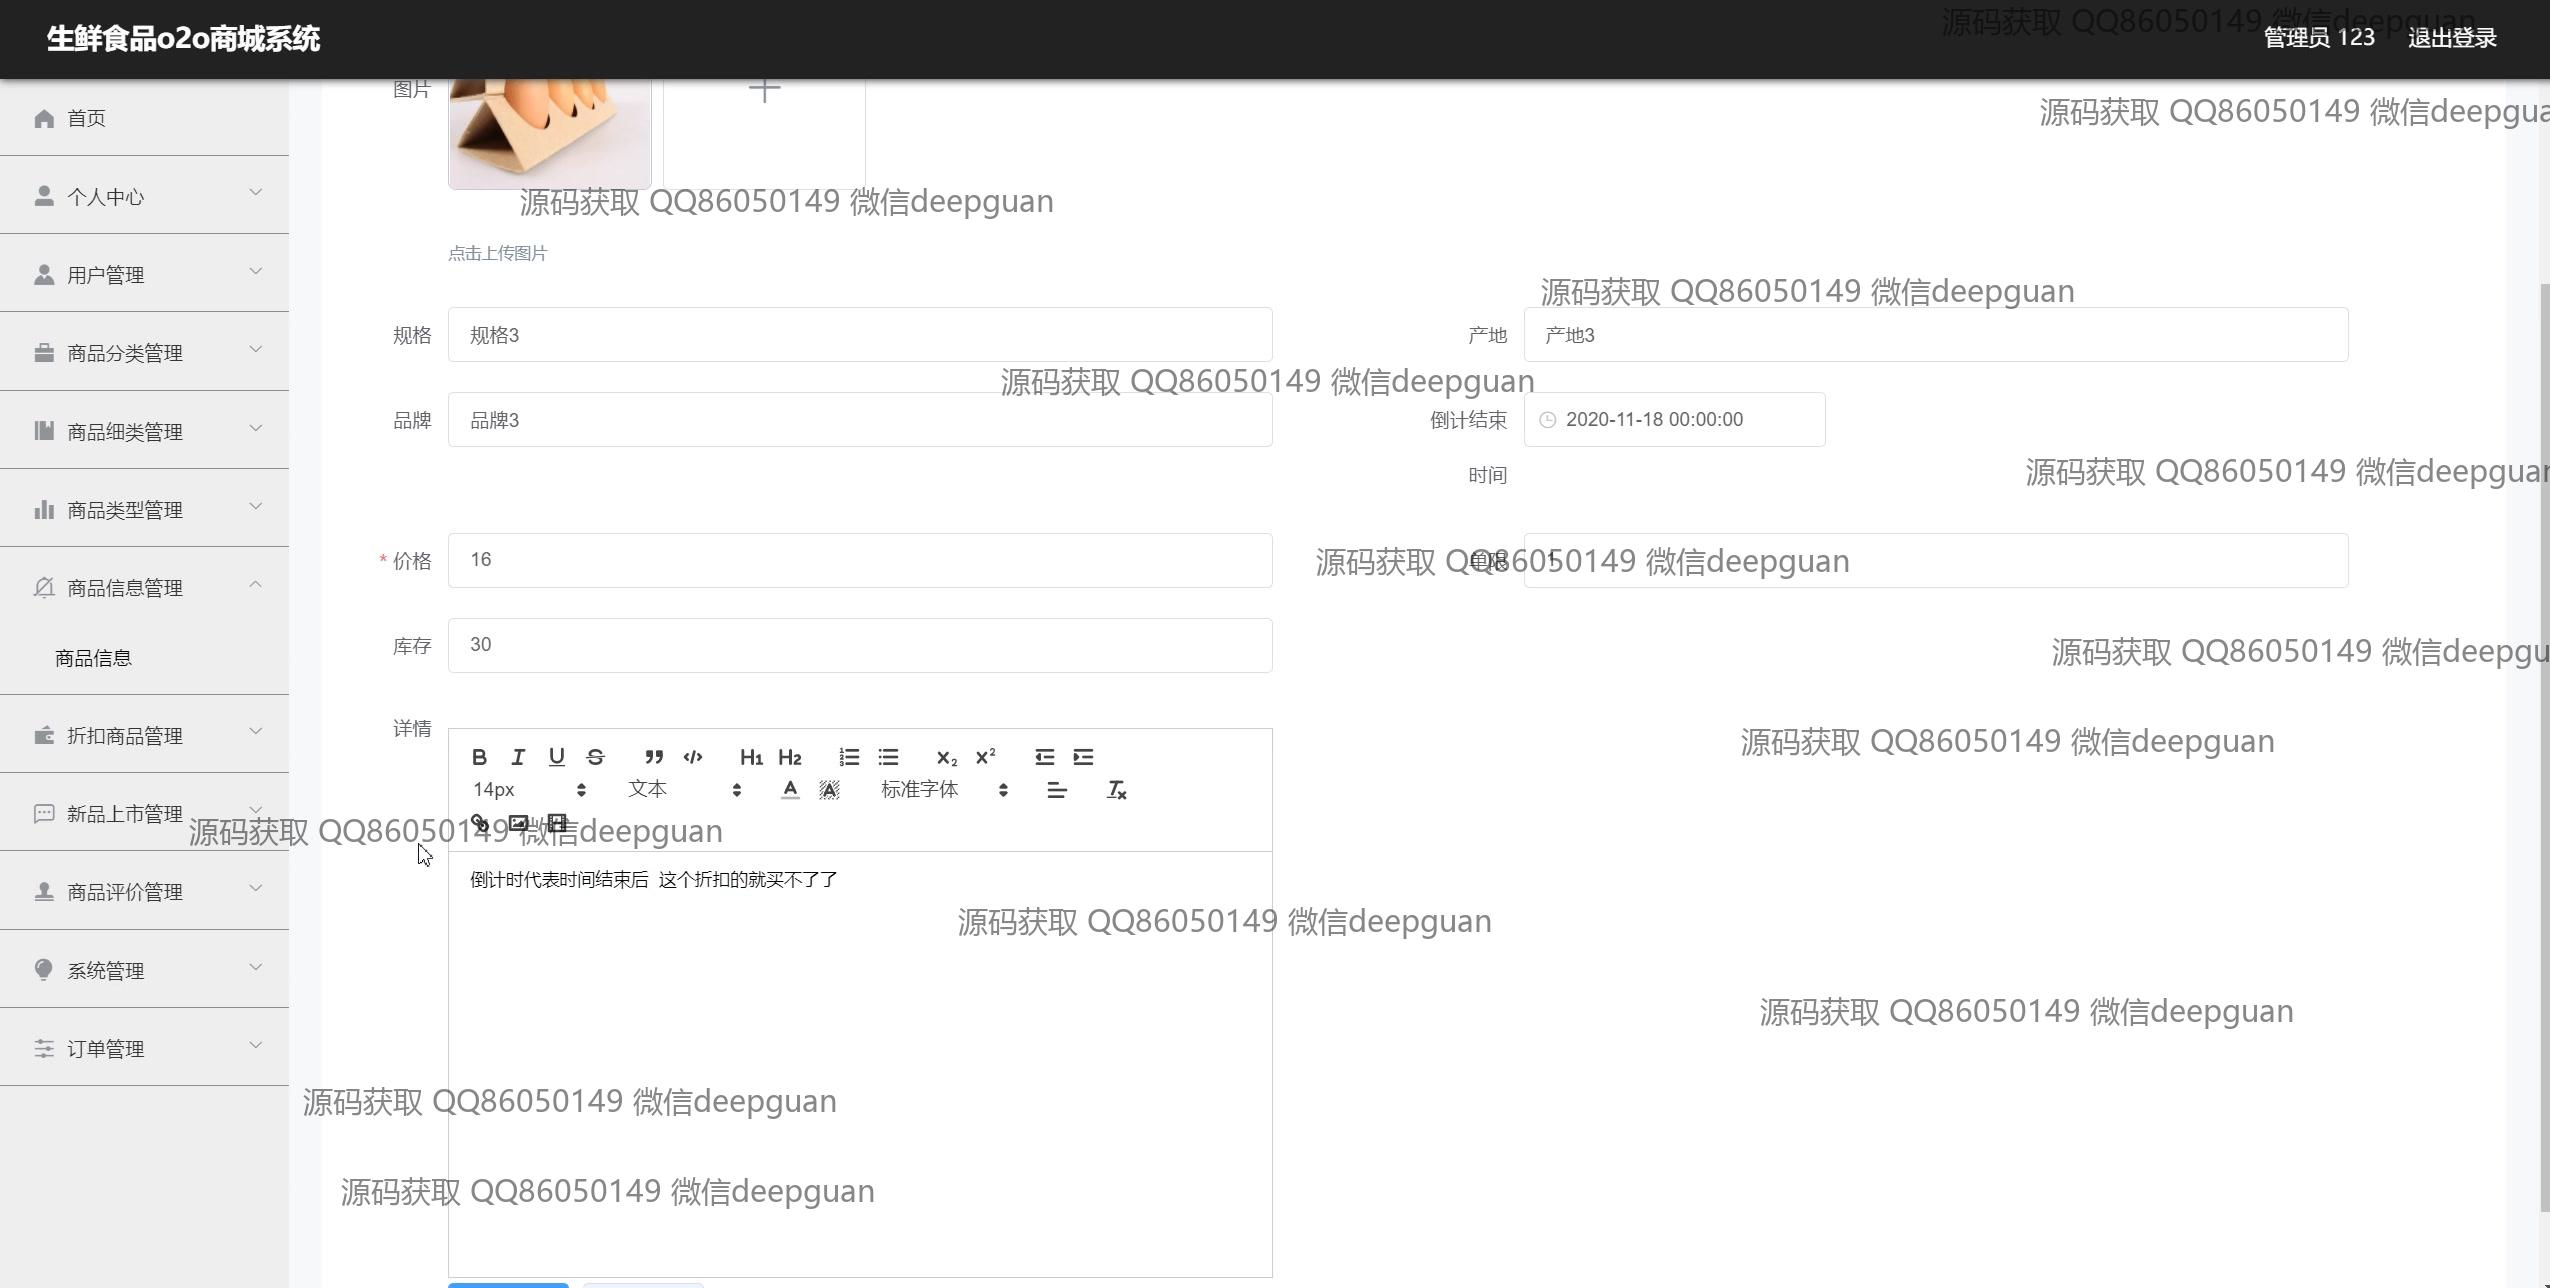 生鲜食品o2o商城系统
管理员 123
退出登录
源码获取 QQ86050149 微信deepguan
首页
个人中心
用户管理
商品分类管理
商品细类管理
商品类型管理
商品信息管理
商品信息
折扣商品管理
新品上市管理
商品评价管理
系统管理
订单管理
图片
源码获取 QQ86050149 微信deepgua
源码获取 QQ86050149 微信deepguan
点击上传图片
源码获取 QQ86050149 微信deepguan
规格
规格3
产地
产地3
源码获取 QQ86050149 微信deepguan
品牌
品牌3
倒计结束
时间
2020-11-18 00:00:00
源码获取 QQ86050149 微信deepguan
* 价格
16
单限
1
源码获取 QQ86050149 微信deepguan
库存
30
源码获取 QQ86050149 微信deepgu
详情
源码获取 QQ86050149 微信deepguan
B I U S H1 H2 X2 X2
14px
文本
A A
标准字体
源码获取 QQ86050149 微信deepguan
倒计时代表时间结束后 这个折扣的就买不了了
源码获取 QQ86050149 微信deepguan
源码获取 QQ86050149 微信deepguan
源码获取 QQ86050149 微信deepguan
源码获取 QQ86050149 微信deepguan